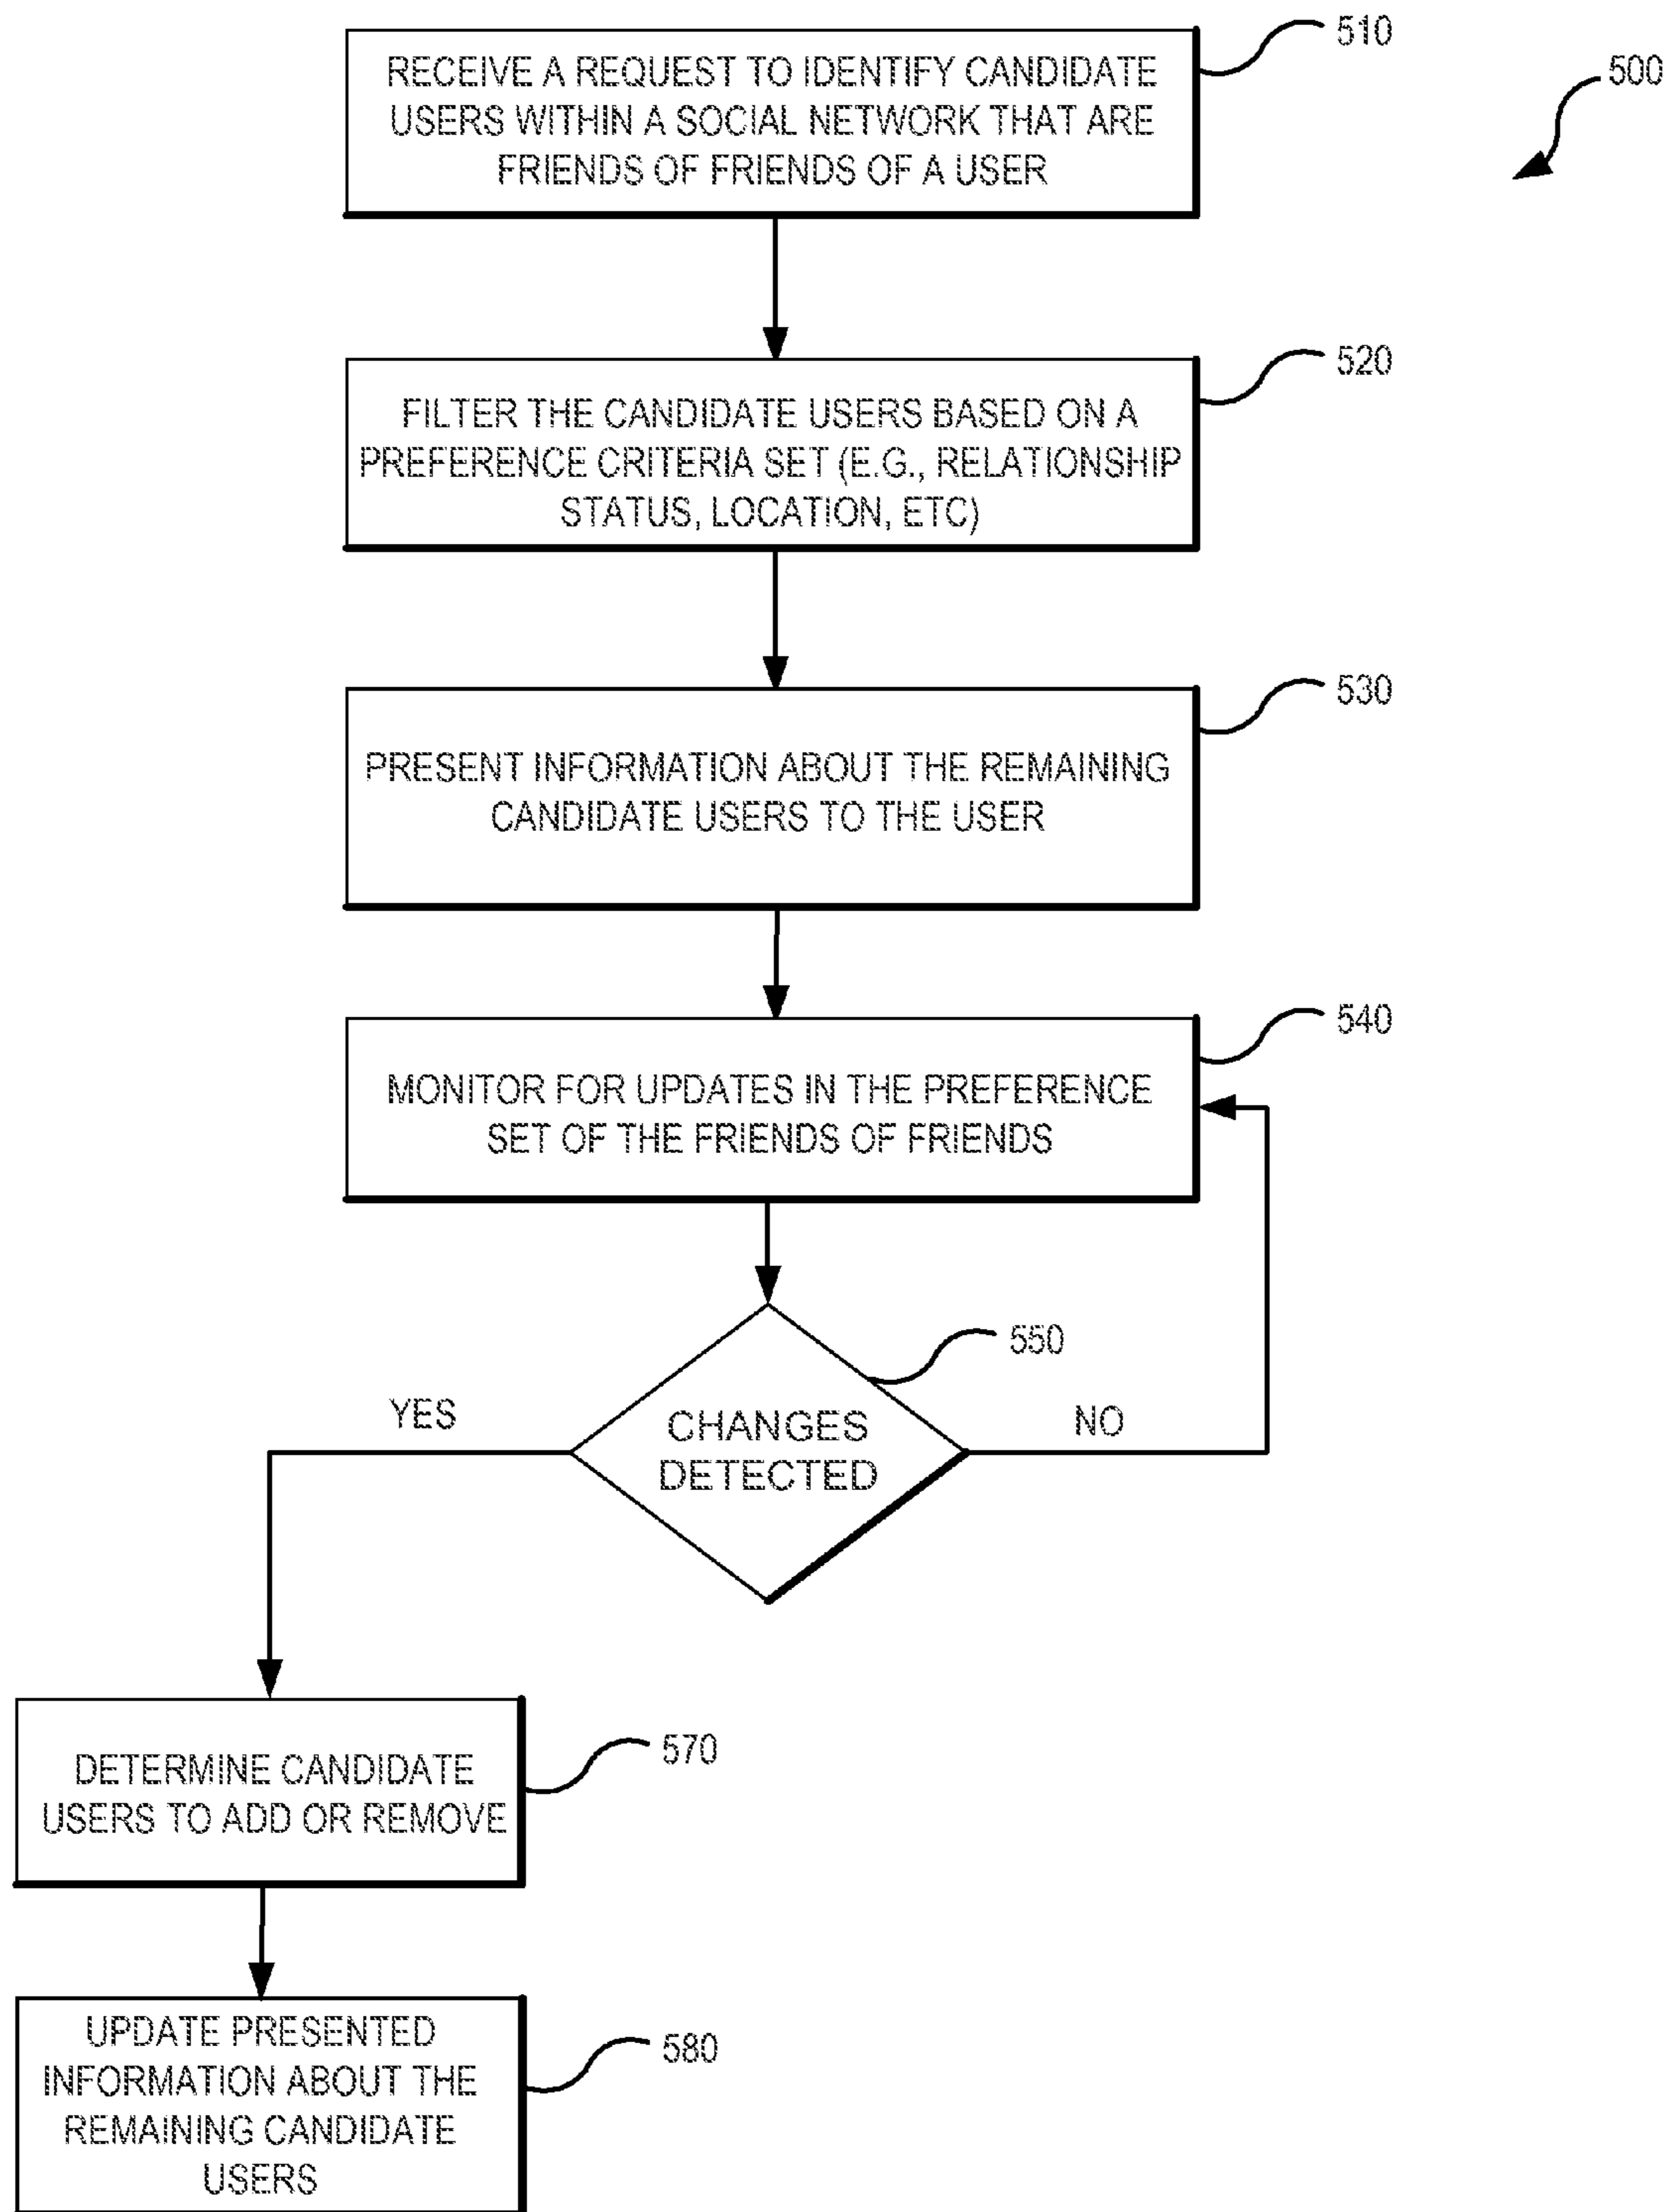 510
500
RECEIVE A REQUEST TO IDENTIFY CANDIDATE
USERS WITHIN A SOCIAL NETWORK THAT ARE
FRIENDS OF FRIENDS OF A USER
520
FILTER THE CANDIDATE USERS BASED ON A
PREFERENCE CRITERIA SET (E.G., RELATIONSHIP
STATUS, LOCATION, ETC)
530
PRESENT INFORMATION ABOUT THE REMAINING
CANDIDATE USERS TO THE USER
540
MONITOR FOR UPDATES IN THE PREFERENCE
SET OF THE FRIENDS OF FRIENDS
550
YES
NO
CHANGES
DETECTED
570
DETERMINE CANDIDATE
USERS TO ADD OR REMOVE
580
UPDATE PRESENTED
INFORMATION ABOUT THE
REMAINING CANDIDATE
USERS